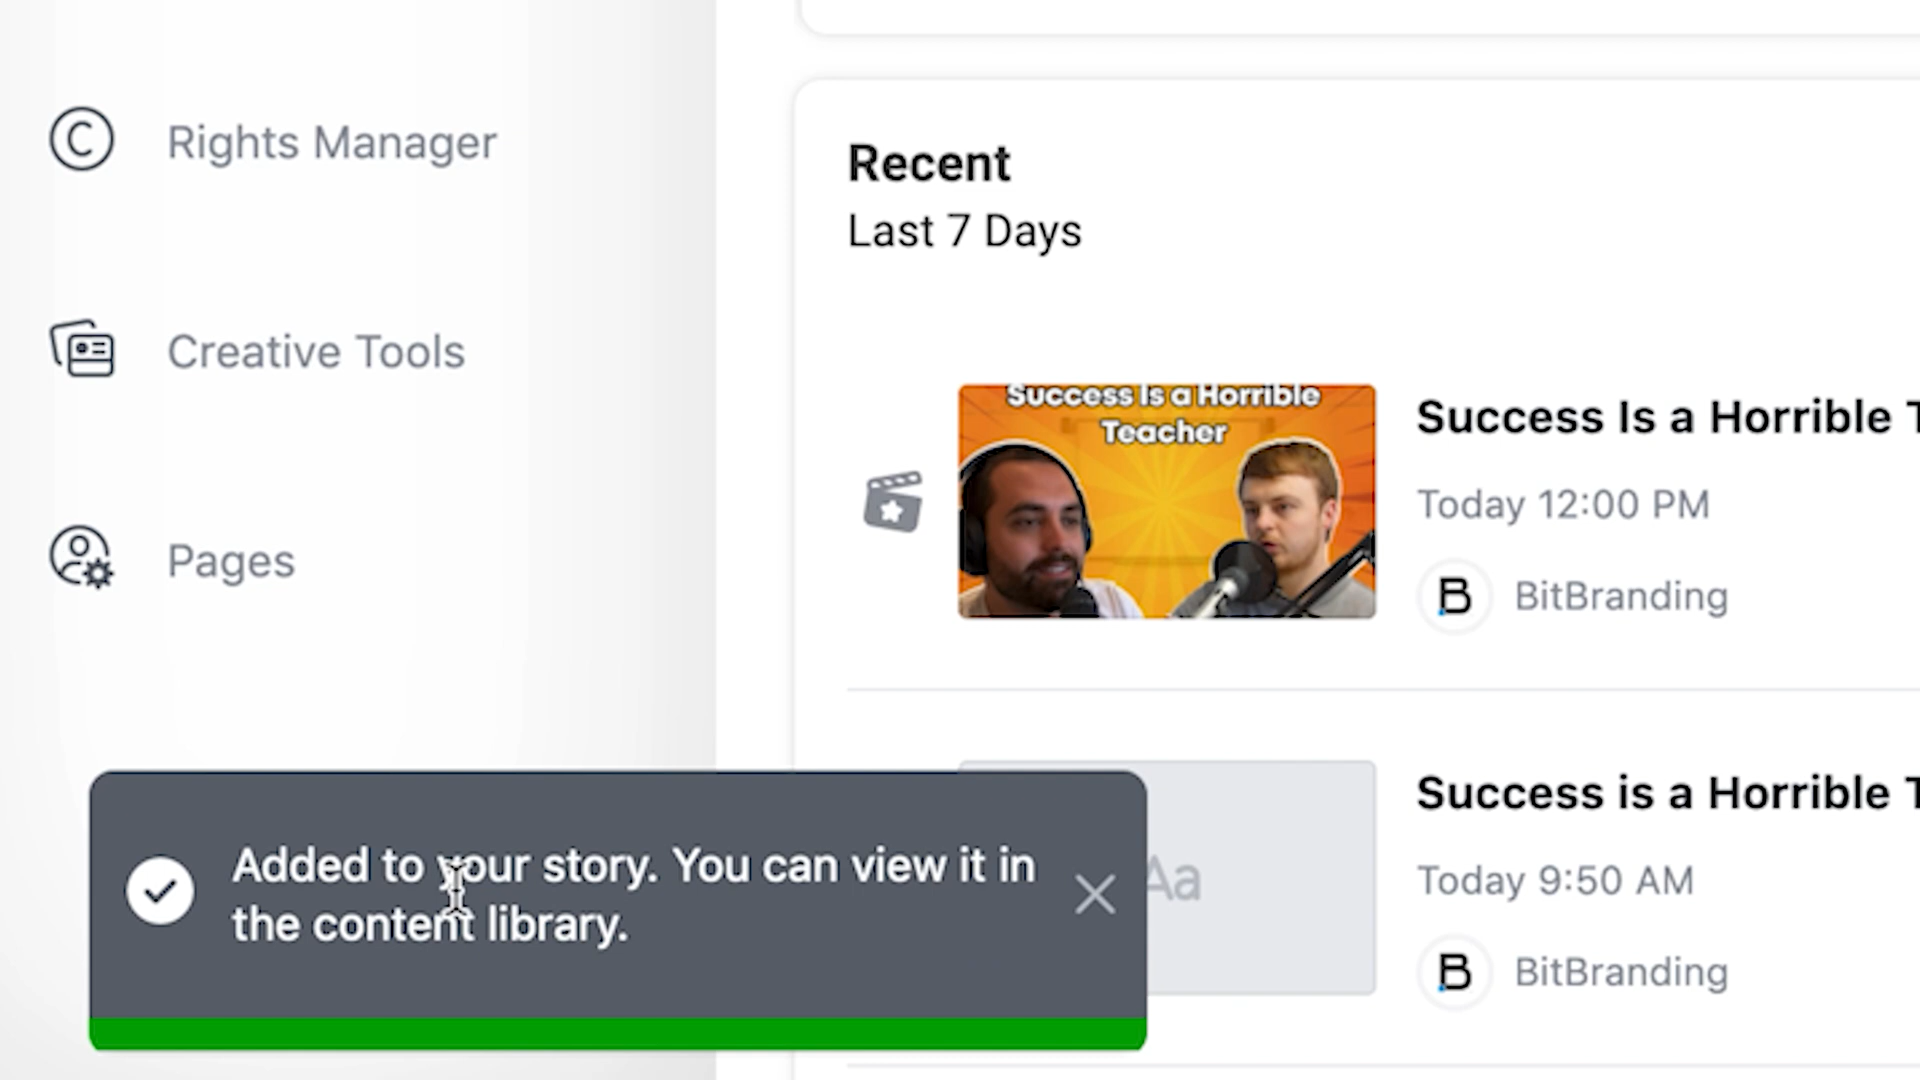 Rights Manager
Creative Tools
Pages
Recent
Last 7 Days
Success Is a Horrible
Teacher
Success Is a Horrible
Today 12:00 PM
B BitBranding
Success is a Horrible
Today 9:50 AM
B BitBranding
Aa
Added to your story. You can view it in
the content library.